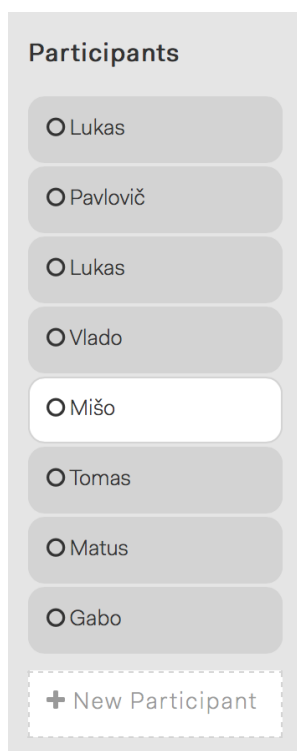 Participants
Lukas
Pavlovič
Lukas
Vlado
Mišo
Tomas
Matus
Gabo
+ New Participant